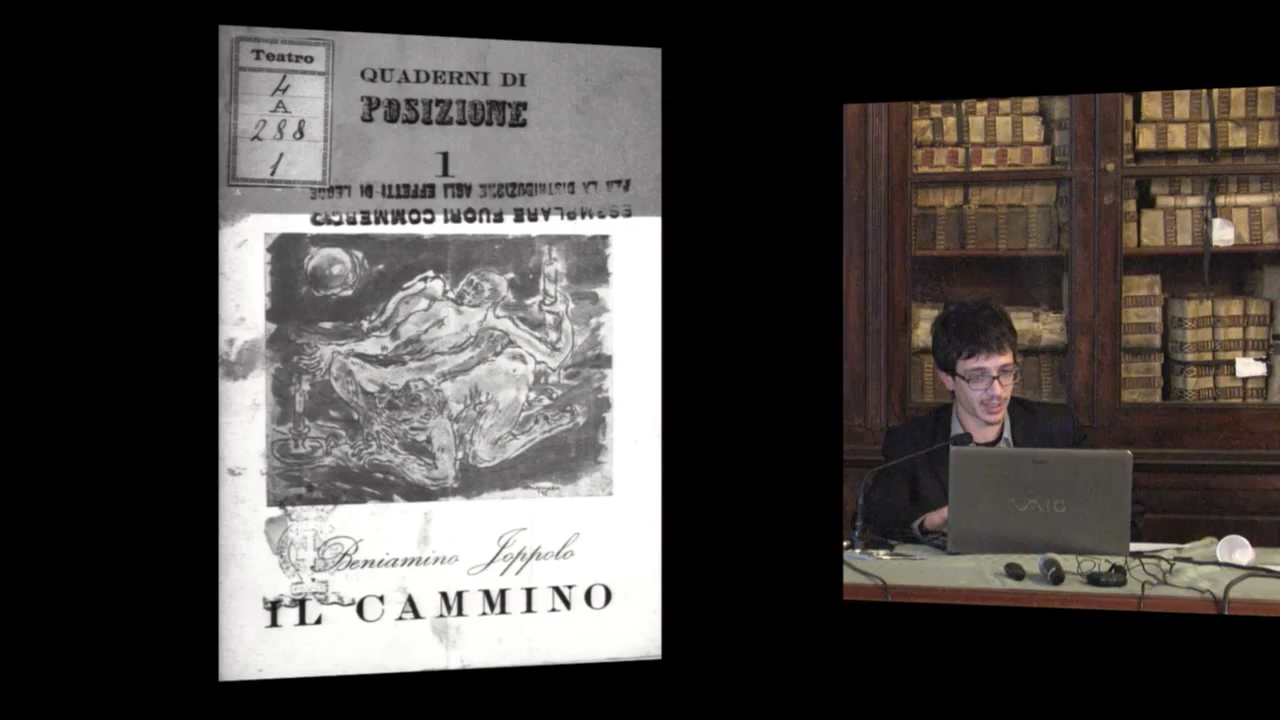 Teatro
4
A
288
1
QUADERNI DI
POSIZIONE
1
ESEMPLARE FUORI COMMERCIO
PER LA DISTRIBUZIONE AGLI EFFETTI DI LEGGE
Beniamino Joppolo
IL CAMMINO
VAIO